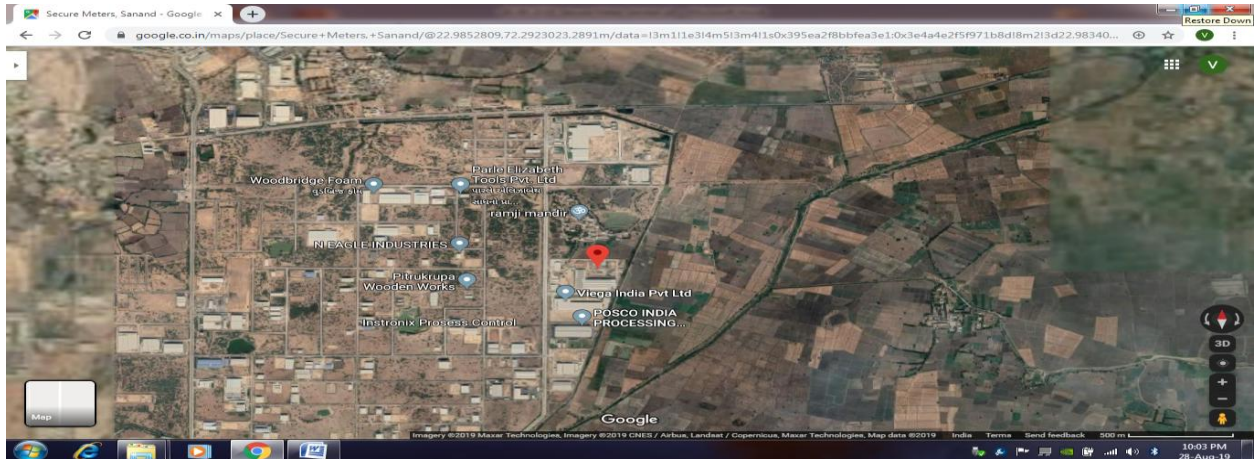 Secure Meters, Sanand - Google
Restore Down
google.co.in/maps/place/Secure+Meters,+Sanand/@22.9852809,72.2923023,2891m/data=!3m1!1e3!4m5!3m4!1s0x395ea2f8bbfea3e1:0x3e4a4e2f5f971b8d!8m2!3d22.98340...
V
V
Woodbridge Foam
Parle Elizabeth
Tools Pvt. Ltd
ramji mandir
N.EAGLE INDUSTRIES
Pitrukrupa
Wooden Works
Viega India Pvt Ltd
Instronix Prosess Control
POSCO INDIA
PROCESSING...
3D
Map
Google
Imagery ©2019 Maxar Technologies, Imagery ©2019 CNES / Airbus, Landsat / Copernicus, Maxar Technologies, Map data ©2019 India Terms Send feedback 500 m
10:03 PM
28-Aug-19